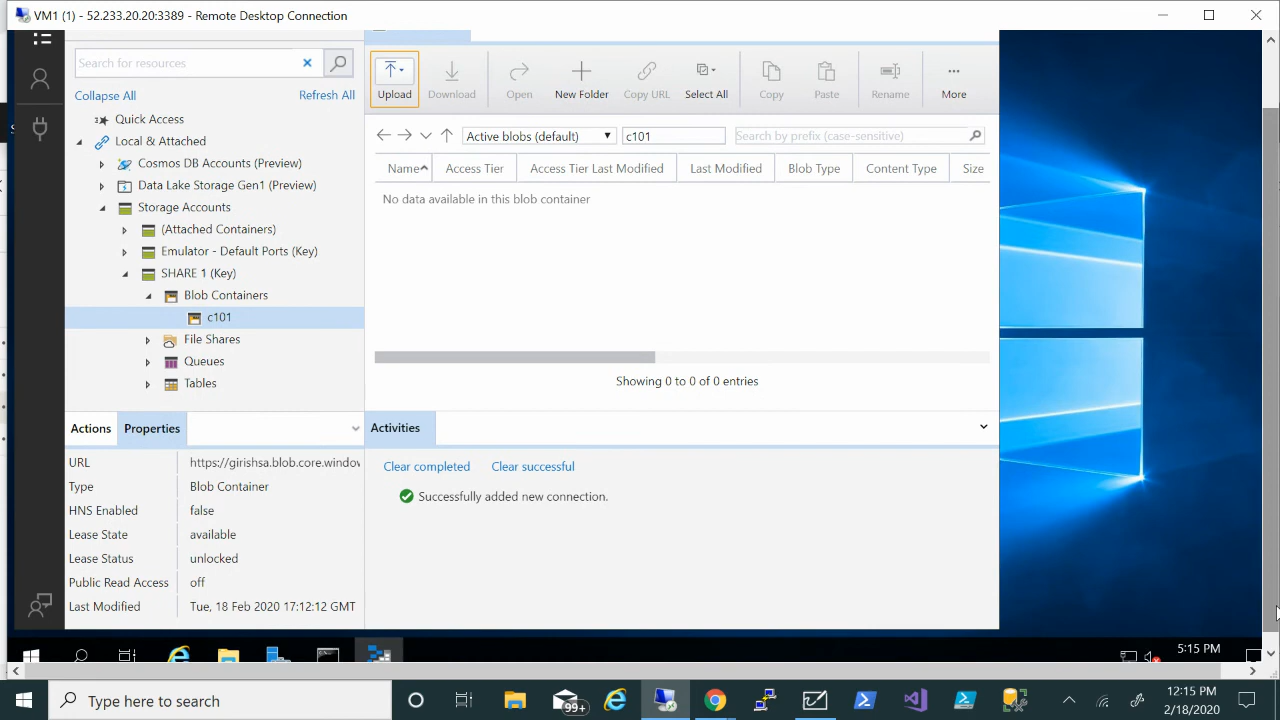 VM1 (1) - 52.233.20.20:3389 - Remote Desktop Connection
Search for resources
Collapse All
Refresh All
Quick Access
Local & Attached
Cosmos DB Accounts (Preview)
Data Lake Storage Gen1 (Preview)
Storage Accounts
(Attached Containers)
Emulator - Default Ports (Key)
SHARE 1 (Key)
Blob Containers
c101
File Shares
Queues
Tables
Upload Download Open New Folder Copy URL Select All Copy Paste Rename More
Active blobs (default) c101 Search by prefix (case-sensitive)
Name Access Tier Access Tier Last Modified Last Modified Blob Type Content Type Size
No data available in this blob container
Showing 0 to 0 of 0 entries
Actions Properties
URL https://girishsa.blob.core.window
Type Blob Container
HNS Enabled false
Lease State available
Lease Status unlocked
Public Read Access off
Last Modified Tue, 18 Feb 2020 17:12:12 GMT
Activities
Clear completed Clear successful
Successfully added new connection.
5:15 PM
Type here to search
99+
12:15 PM
2/18/2020